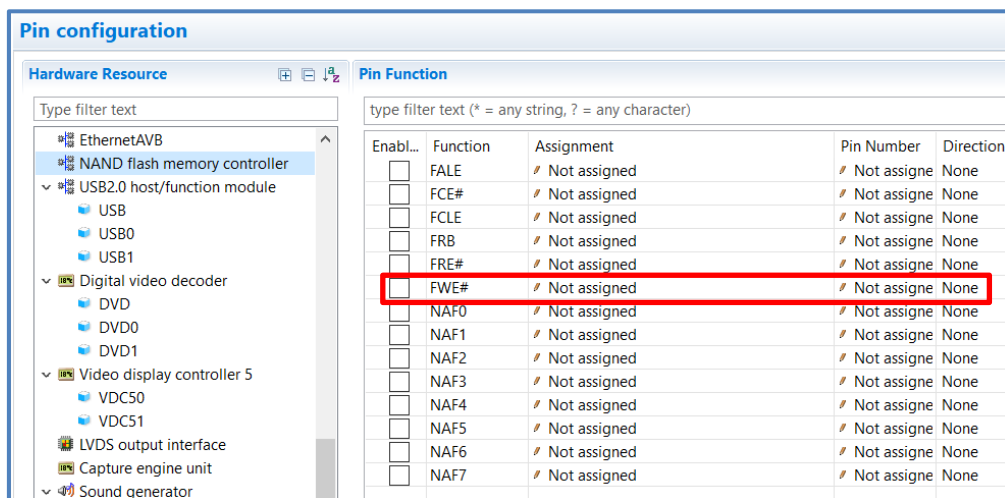 Pin configuration
Hardware Resource
Type filter text
EthernetAVB
NAND flash memory controller
USB2.0 host/function module
USB
USB0
USB1
Digital video decoder
DVD
DVD0
DVD1
Video display controller 5
VDC50
VDC51
LVDS output interface
Capture engine unit
Sound generator
Pin Function
type filter text (* = any string, ? = any character)
Enabl... Function Assignment Pin Number Direction
FALE Not assigned Not assigne None
FCE# Not assigned Not assigne None
FCLE Not assigned Not assigne None
FRB Not assigned Not assigne None
FRE# Not assigned Not assigne None
FWE# Not assigned Not assigne None
NAF0 Not assigned Not assigne None
NAF1 Not assigned Not assigne None
NAF2 Not assigned Not assigne None
NAF3 Not assigned Not assigne None
NAF4 Not assigned Not assigne None
NAF5 Not assigned Not assigne None
NAF6 Not assigned Not assigne None
NAF7 Not assigned Not assigne None